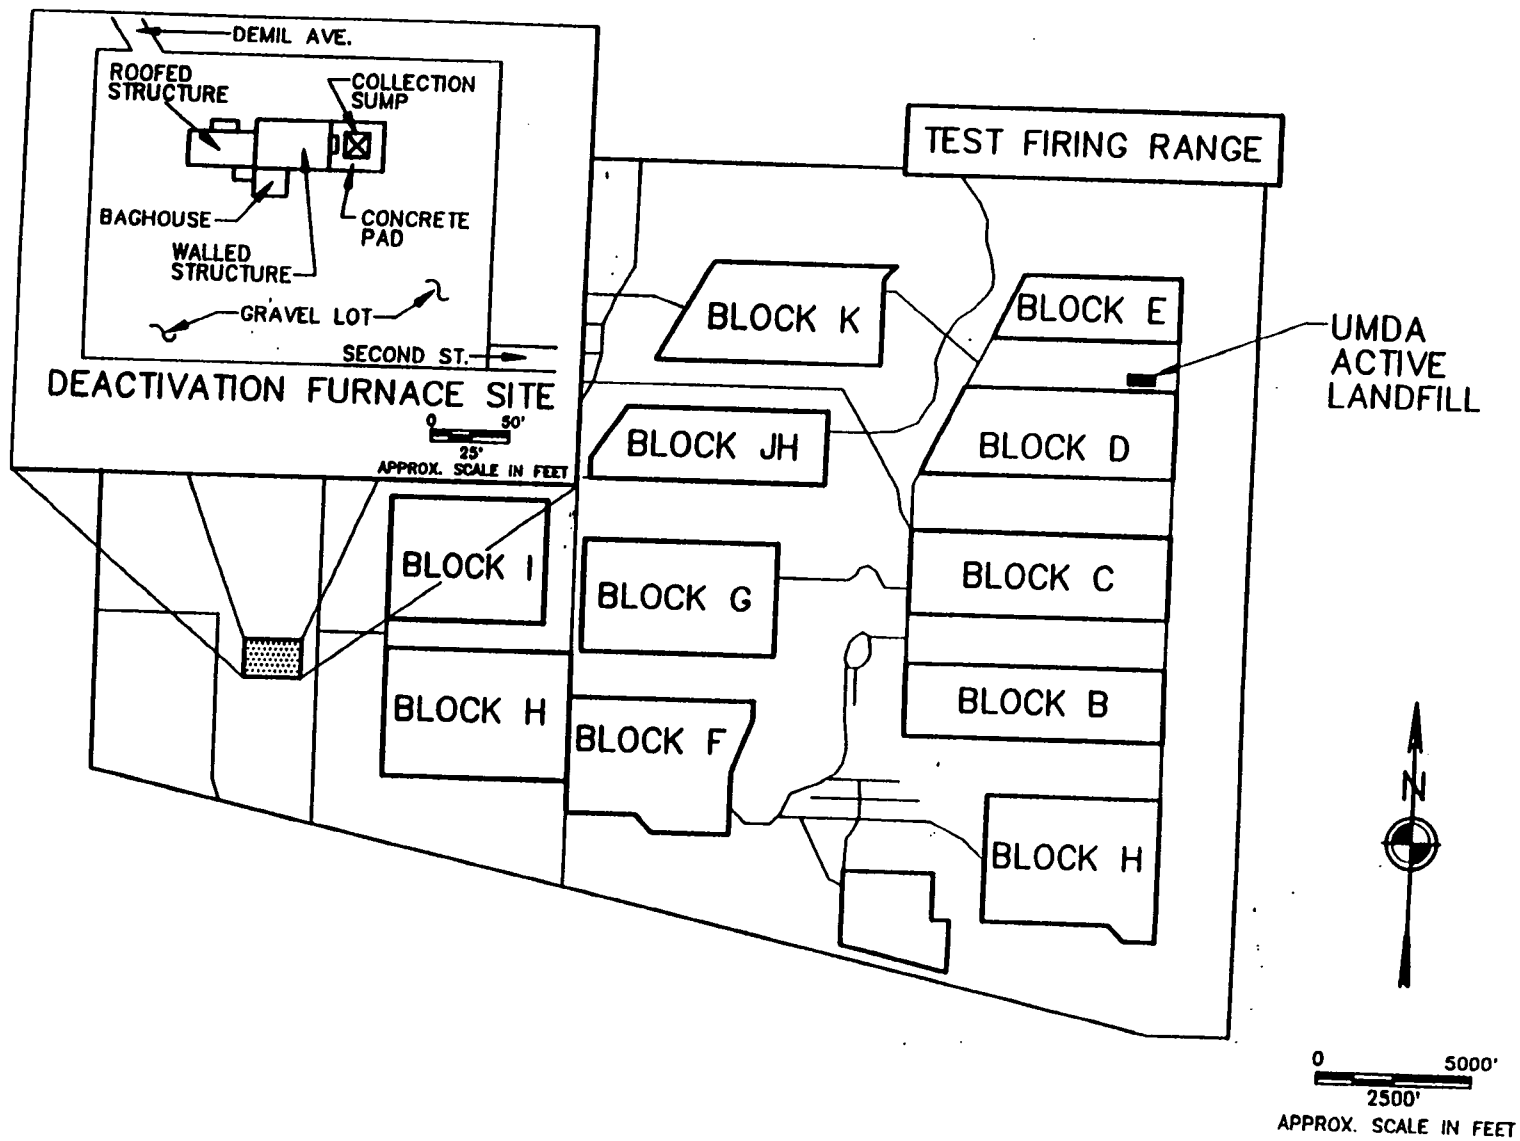 DEMIL AVE.
ROOFED
STRUCTURE
COLLECTION
SUMP
BAGHOUSE
CONCRETE
PAD
WALLED
STRUCTURE
GRAVEL LOT
SECOND ST.
DEACTIVATION FURNACE SITE
0 50'
25'
APPROX. SCALE IN FEET
TEST FIRING RANGE
BLOCK K
BLOCK E
UMDA
ACTIVE
LANDFILL
BLOCK JH
BLOCK D
BLOCK I
BLOCK G
BLOCK C
BLOCK H
BLOCK F
BLOCK B
BLOCK H
N
0 5000'
2500'
APPROX. SCALE IN FEET